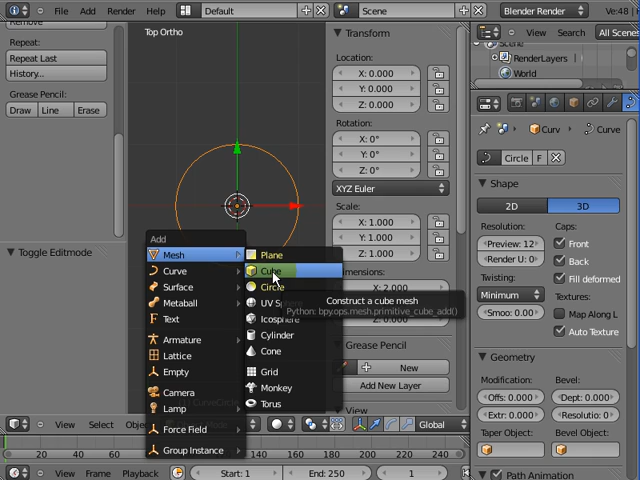 File Add Render Help Default Scene Blender Render Ve:48
Remove
Repeat:
Repeat Last
History...
Grease Pencil:
Draw Line Erase
Toggle Editmode
Top Ortho
Add
Mesh
Curve
Surface
Metaball
Text
Armature
Lattice
Empty
Camera
Lamp
Force Field
Group Instance
Plane
Cube
Circle
UV
Icosphere
Cylinder
Cone
Grid
Monkey
Torus
Construct a cube mesh
Python: bpy.ops.mesh.primitive_cube_add()
Transform
Location:
X: 0.000
Y: 0.000
Z: 0.000
Rotation:
X: 0°
Y: 0°
Z: 0°
XYZ Euler
Scale:
X: 1.000
Y: 1.000
Z: 1.000
Dimensions:
X: 2.000
Grease Pencil
New
Add New Layer
View
View Select Global
View Search All Scenes
Scene
RenderLayers
World
Curv Curve
Circle F
Shape
2D 3D
Resolution: Caps:
Preview: 12 Front
Render U: 0 Back
Twisting: Fill deformed
Minimum Textures:
Smoo: 0.00 Map Along L
Auto Texture
Geometry
Modification: Bevel:
Offs: 0.000 Dept: 0.000
Extr: 0.000 Resolutio: 0
Taper Object: Bevel Object:
Path Animation
0 140 160 180 200 220 240
View Frame Playback Start: 1 End: 250 1